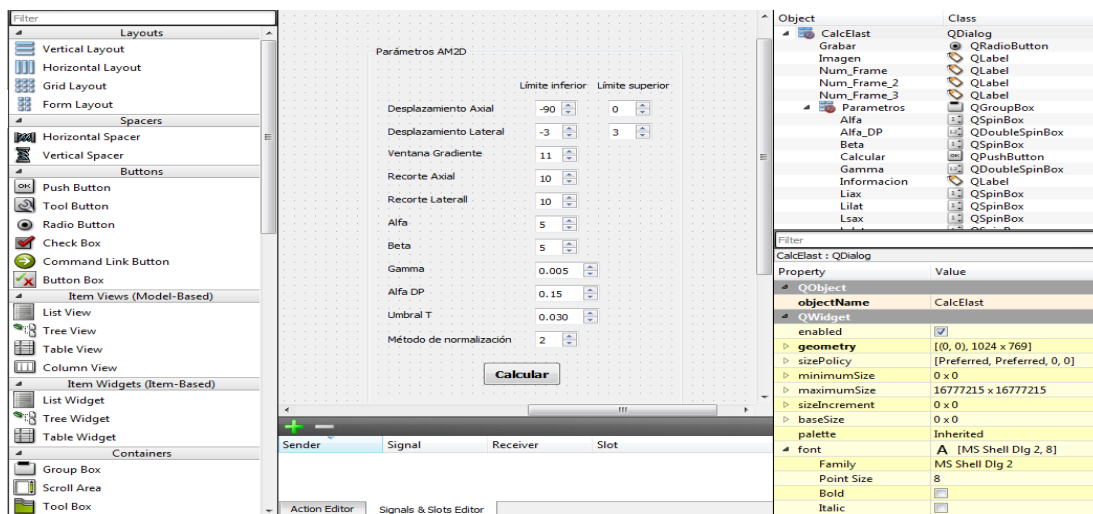 Filter
Layouts
Vertical Layout
Horizontal Layout
Grid Layout
Form Layout
Spacers
Horizontal Spacer
Vertical Spacer
Buttons
OK Push Button
Tool Button
Radio Button
Check Box
Command Link Button
Button Box
Item Views (Model-Based)
List View
Tree View
Table View
Column View
Item Widgets (Item-Based)
List Widget
Tree Widget
Table Widget
Containers
Group Box
Scroll Area
Tool Box
Parámetros AM2D
Límite inferior Límite superior
Desplazamiento Axial -90 0
Desplazamiento Lateral -3 3
Ventana Gradiente 11
Recorte Axial 10
Recorte Laterall 10
Alfa 5
Beta 5
Gamma 0.005
Alfa DP 0.15
Umbral T 0.030
Método de normalización 2
Calcular
Sender Signal Receiver Slot
Action Editor Signals & Slots Editor
Object Class
CalcElast QDialog
Grabar QRadioButton
Imagen QLabel
Num_Frame QLabel
Num_Frame_2 QLabel
Num_Frame_3 QLabel
Parametros QGroupBox
Alfa QSpinBox
Alfa_DP QDoubleSpinBox
Beta QSpinBox
Calcular QPushButton
Gamma QDoubleSpinBox
Informacion QLabel
Liax QSpinBox
Lilat QSpinBox
Lsax QSpinBox
Filter
CalcElast : QDialog
Property Value
QObject
objectName CalcElast
QWidget
enabled
geometry [(0, 0), 1024 x 769]
sizePolicy [Preferred, Preferred, 0, 0]
minimumSize 0 x 0
maximumSize 16777215 x 16777215
sizeIncrement 0 x 0
baseSize 0 x 0
palette Inherited
font A [MS Shell Dlg 2, 8]
Family MS Shell Dlg 2
Point Size 8
Bold
Italic